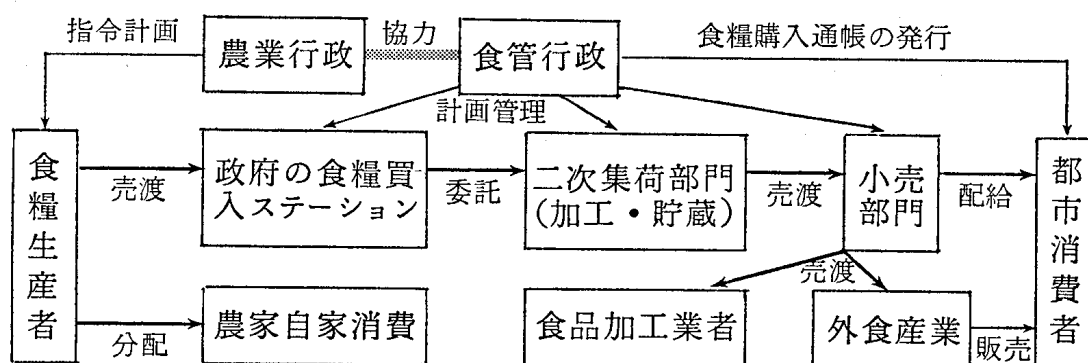 指令計画
農業行政
協力
食管行政
食糧購入通帳の発行
計画管理
食糧生産者
売渡
政府の食糧買
入ステーション
委託
二次集荷部門
(加工・貯蔵)
売渡
小売
部門
配給
都市消費者
売渡
分配
農家自家消費
食品加工業者
外食産業
販売